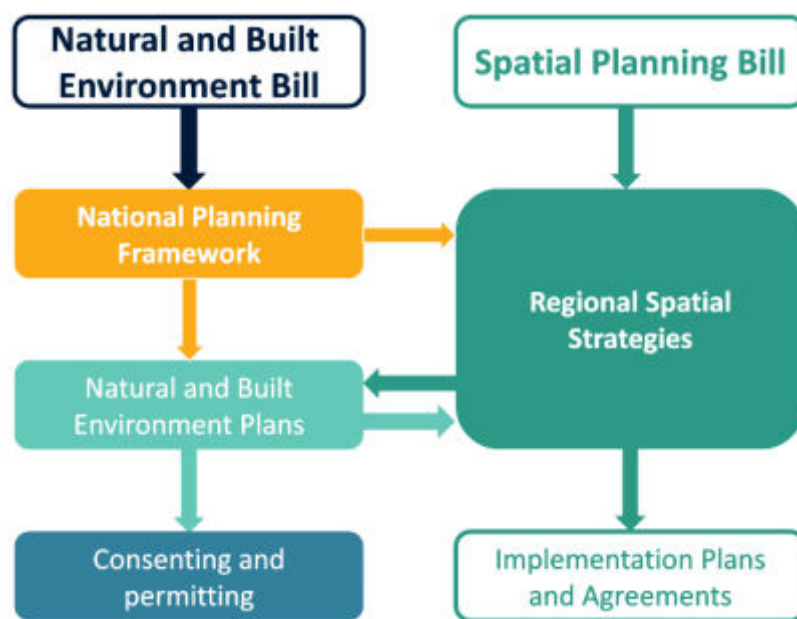 Natural and Built
Environment Bill
Spatial Planning Bill
National Planning
Framework
Regional Spatial
Strategies
Natural and Built
Environment Plans
Consenting and
permitting
Implementation Plans
and Agreements